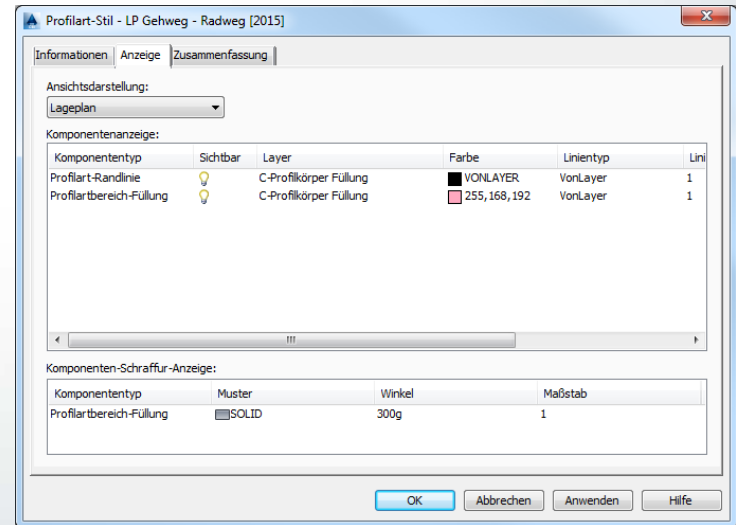 Profilart-Stil - LP Gehweg - Radweg [2015]
Informationen Anzeige Zusammenfassung
Ansichtsdarstellung:
Lageplan
Komponentenanzeige:
Komponententyp Sichtbar Layer Farbe Linientyp Lini
Profilart-Randlinie C-Profilkörper Füllung VONLAYER VonLayer 1
Profilartbereich-Füllung C-Profilkörper Füllung 255,168,192 VonLayer 1
Komponenten-Schraffur-Anzeige:
Komponententyp Muster Winkel Maßstab
Profilartbereich-Füllung SOLID 300g 1
OK Abbrechen Anwenden Hilfe